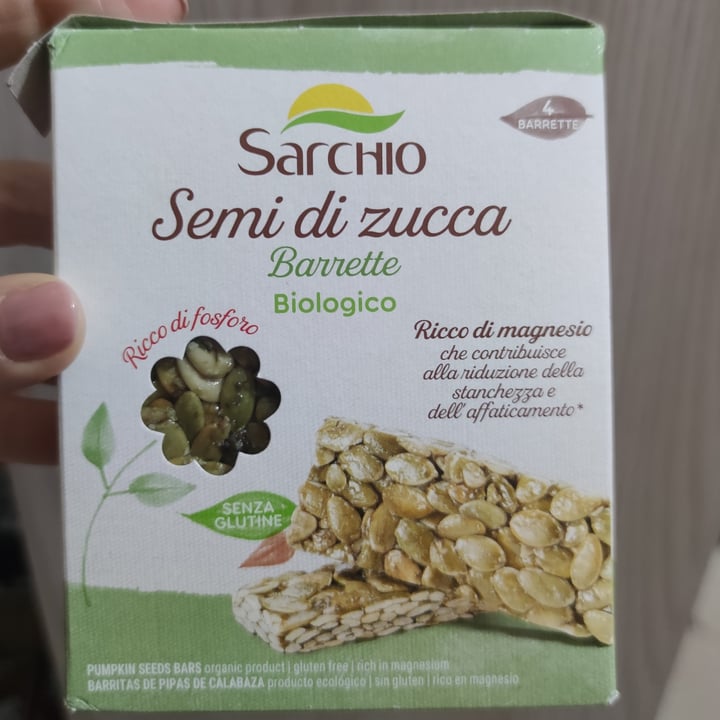 4
BARRETTE
Sarchio
Semi di zucca
Barrette
Biologico
Ricco di fosforo
Ricco di magnesio
che contribuisce
alla riduzione della
stanchezza e
dell'affaticamento*
SENZA
GLUTINE
PUMPKIN SEEDS BARS organic product | gluten free | rich in magnesium
BARRITAS DE PIPAS DE CALABAZA producto ecológico | sin gluten | rico en magnesio